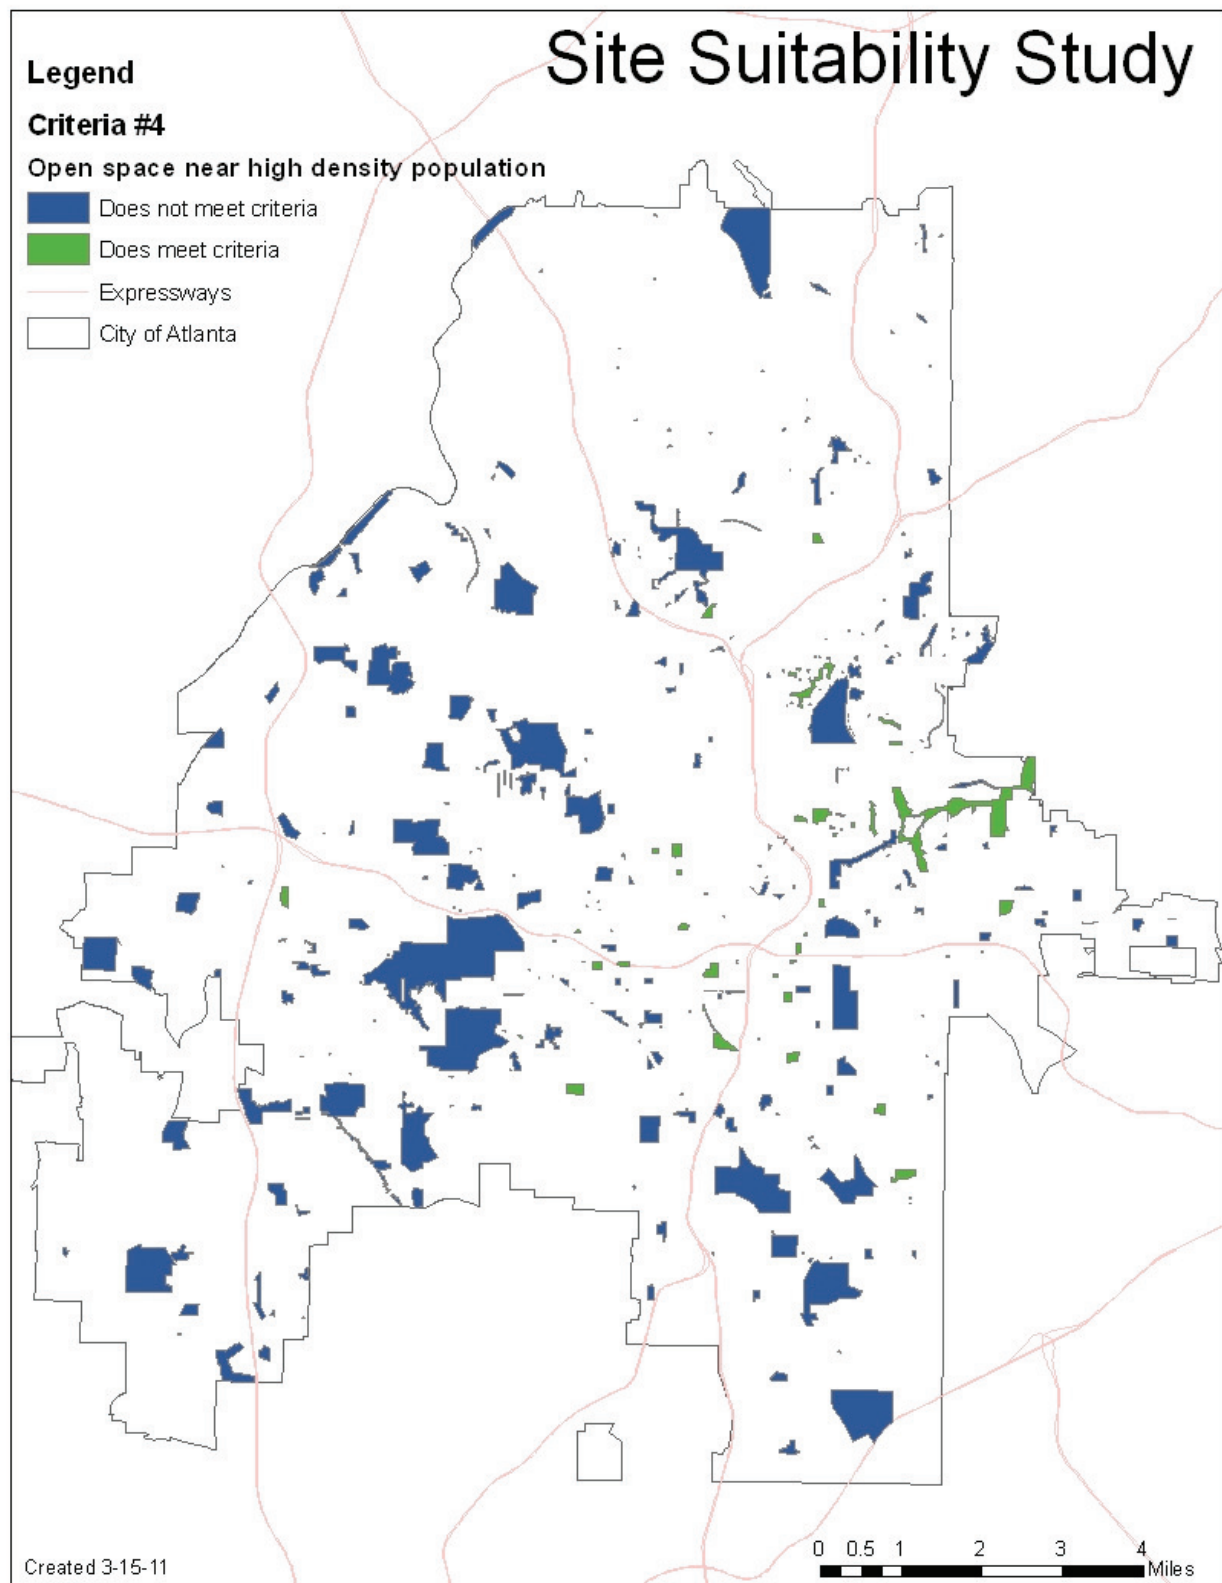 Site Suitability Study
Legend
Criteria #4
Open space near high density population
Does not meet criteria
Does meet criteria
Expressways
City of Atlanta
Created 3-15-11
0 0.5 1 2 3 4
Miles